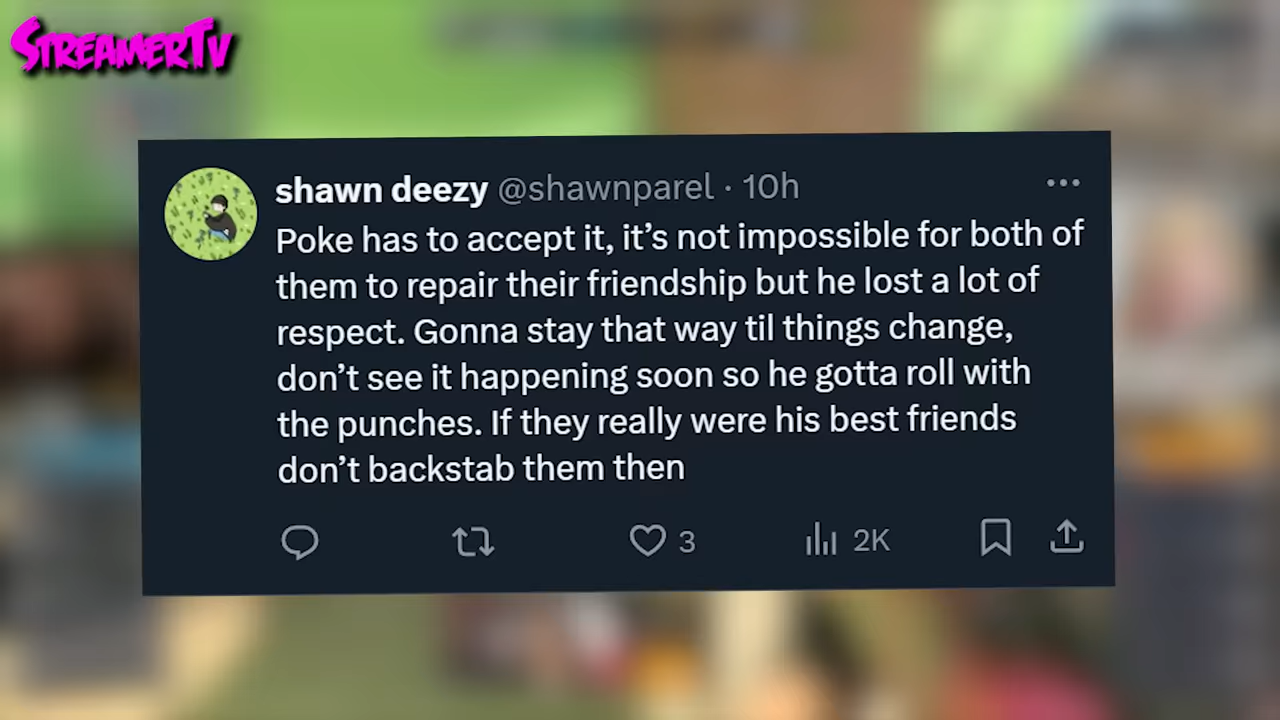 STREAMERTV
shawn deezy @shawnparel · 10h
Poke has to accept it, it’s not impossible for both of
them to repair their friendship but he lost a lot of
respect. Gonna stay that way til things change,
don’t see it happening soon so he gotta roll with
the punches. If they really were his best friends
don’t backstab them then
3 2K